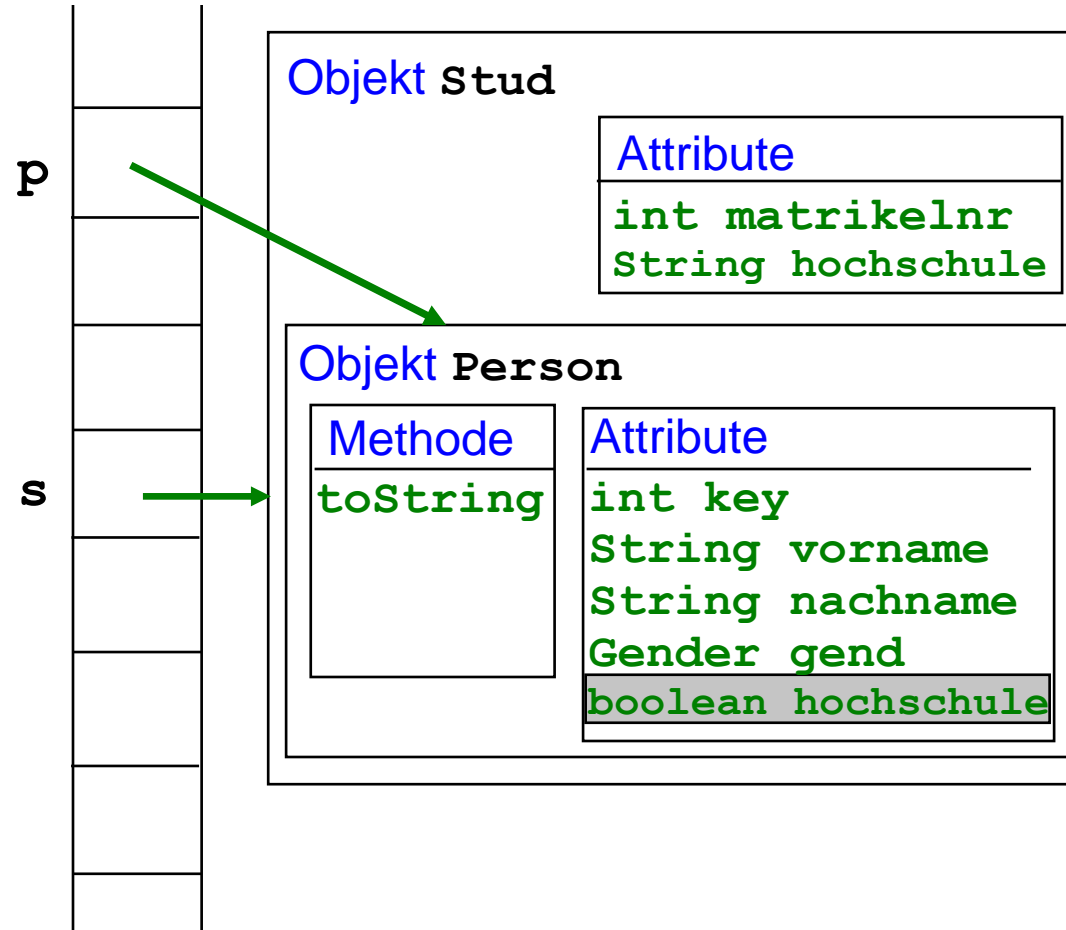 Objekt Stud
Attribute
int matrikelnr
String hochschule
p
Objekt Person
Methode
toString
Attribute
int key
String vorname
String nachname
Gender gend
boolean hochschule
s